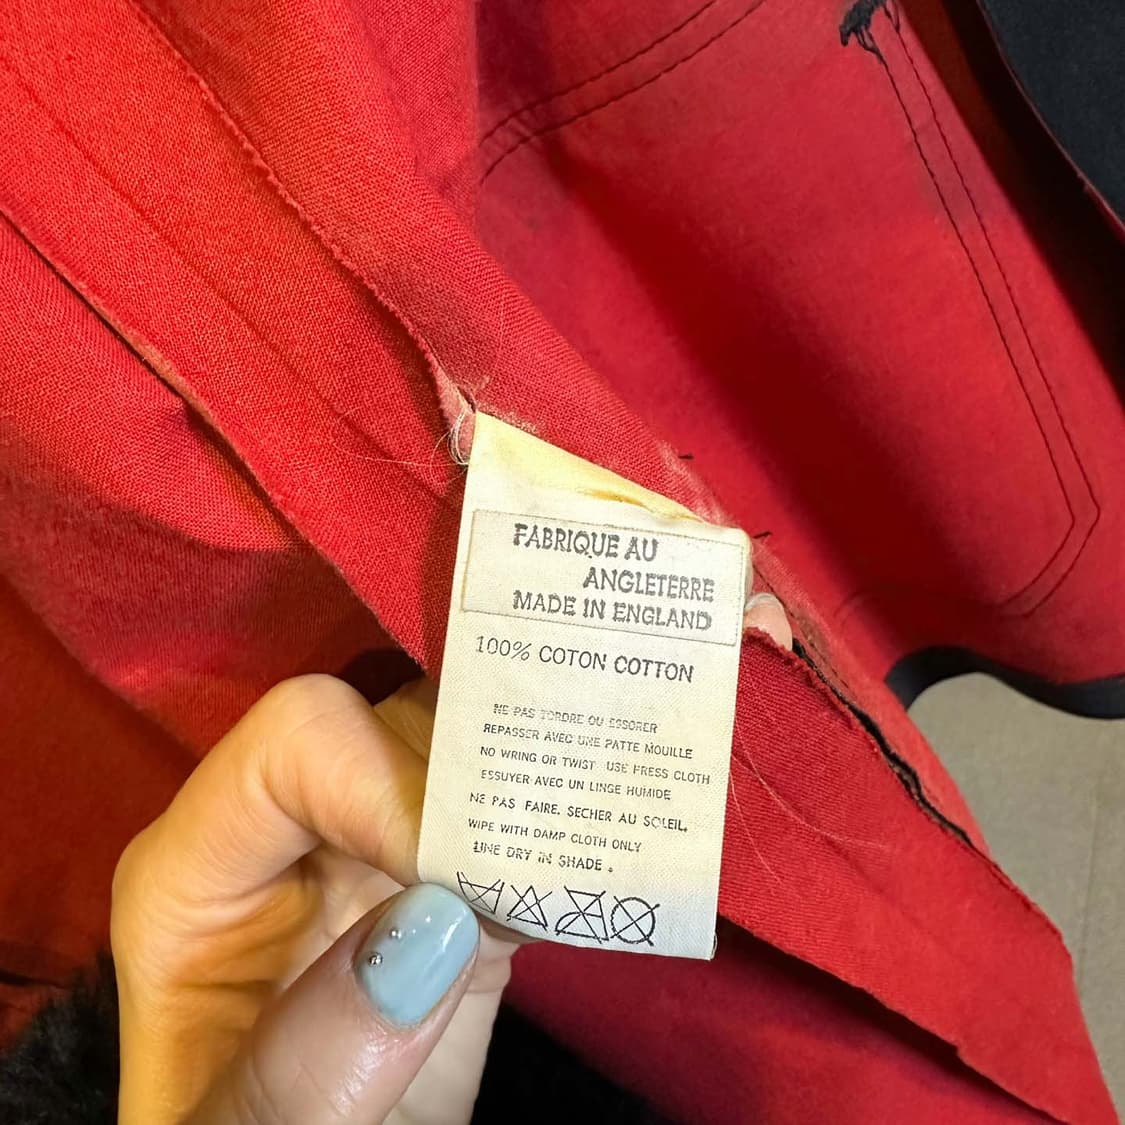 FABRIQUE AU
ANGLETERRE
MADE IN ENGLAND
100% COTON COTTON
NE PAS TORDRE OU ESSORER
REPASSER AVEC UNE PATTE MOUILLE
NO WRING OR TWIST USE PRESS CLOTH
ESSUYER AVEC UN LINGE HUMIDE
NE PAS FAIRE. SECHER AU SOLEIL.
WIPE WITH DAMP CLOTH ONLY
LINE DRY IN SHADE .